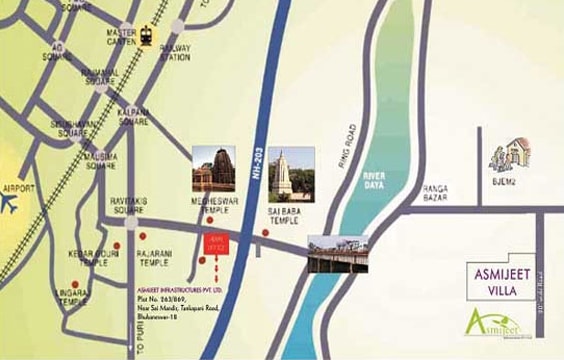 SQUARE
TO
MASTER
CANTEN
RAILWAY
STATION
AG
SQUARE
RAJMAHAL
SQUARE
KALPANA
SQUARE
SISUBHAVAN
SQUARE
MAUSIMA
SQUARE
AIRPORT
RAVITAKIS
SQUARE
MEGHESWAR
TEMPLE
NH-203
SAI BABA
TEMPLE
RING ROAD
RIVER
DAYA
RANGA
BAZAR
BJEM2
KEDAR GOURI
TEMPLE
RAJARANI
TEMPLE
LINGARAJ
TEMPLE
TO PURI
ASMIJEET INFRASTRUCTURES PVT. LTD.
Plot No. 263/869,
Near Sai Mandir, Tankapani Road,
Bhubaneswar-18
ASMIJEET
VILLA
Asmijeet